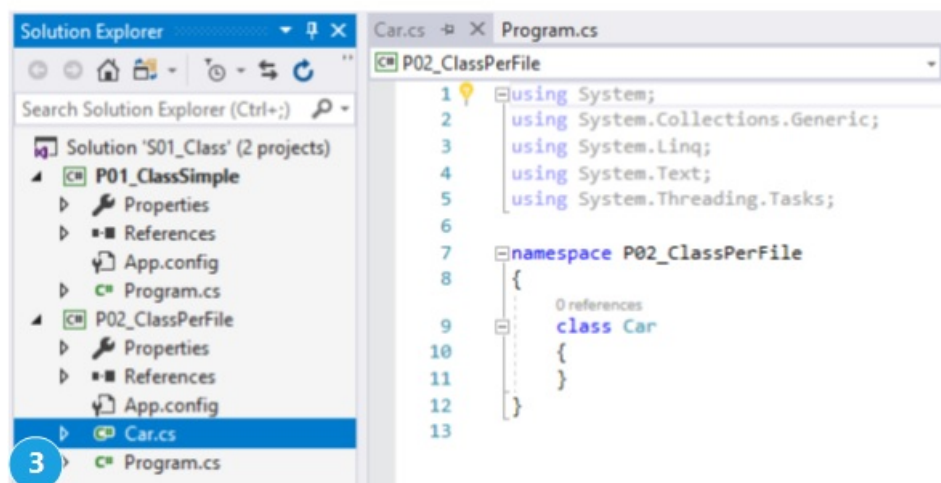 Solution Explorer
Search Solution Explorer (Ctrl+;)
Solution 'S01_Class' (2 projects)
C# P01_ClassSimple
Properties
References
App.config
C# Program.cs
C# P02_ClassPerFile
Properties
References
App.config
C# Car.cs
3
C# Program.cs
Car.cs Program.cs
C# P02_ClassPerFile
1 using System;
2 using System.Collections.Generic;
3 using System.Linq;
4 using System.Text;
5 using System.Threading.Tasks;
6
7 namespace P02_ClassPerFile
8 {
0 references
9 class Car
10 {
11 }
12 }
13